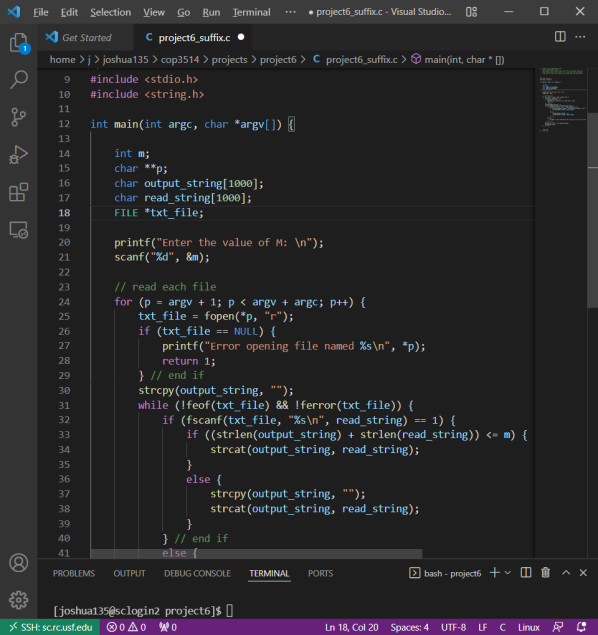 File Edit Selection View Go Run Terminal ··· ● project6_suffix.c - Visual Studio...
Get Started C project6_suffix.c ●
home > j > joshua135 > cop3514 > projects > project6 > C project6_suffix.c > main(int, char * [])
1
9 #include <stdio.h>
10 #include <string.h>
11
12 int main(int argc, char *argv[]) {
13
14 int m;
15 char **p;
16 char output_string[1000];
17 char read_string[1000];
18 FILE *txt_file;
19
20 printf("Enter the value of M: \n");
21 scanf("%d", &m);
22
23 // read each file
24 for (p = argv + 1; p < argv + argc; p++) {
25 txt_file = fopen(*p, "r");
26 if (txt_file == NULL) {
27 printf("Error opening file named %s\n", *p);
28 return 1;
29 } // end if
30 strcpy(output_string, "");
31 while (!feof(txt_file) && !ferror(txt_file)) {
32 if (fscanf(txt_file, "%s\n", read_string) == 1) {
33 if ((strlen(output_string) + strlen(read_string)) <= m) {
34 strcat(output_string, read_string);
35 }
36 else {
37 strcpy(output_string, "");
38 strcat(output_string, read_string);
39 }
40 } // end if
41 else {
PROBLEMS OUTPUT DEBUG CONSOLE TERMINAL PORTS bash - project6
[joshua135@sclogin2 project6]$
SSH: sc.rc.usf.edu 0 0 0 Ln 18, Col 20 Spaces: 4 UTF-8 LF C Linux